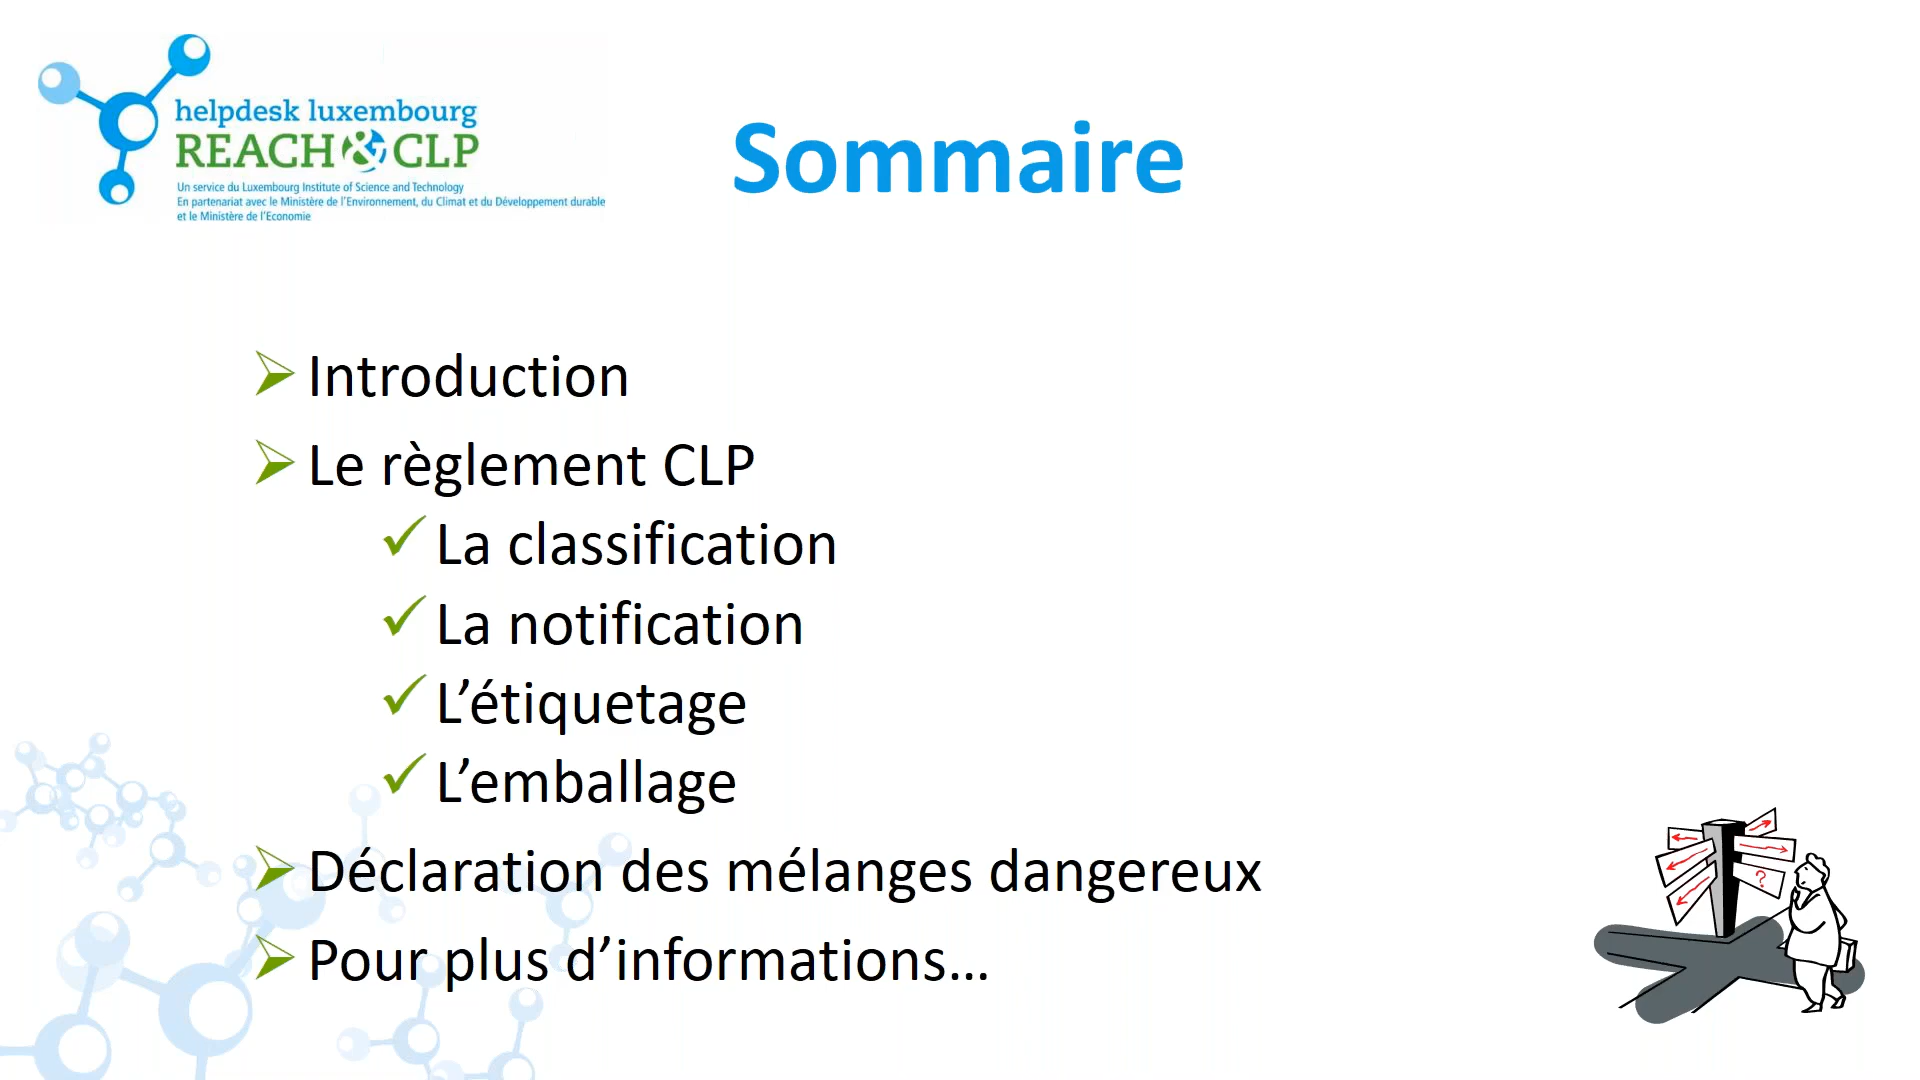 helpdesk luxembourg
REACH & CLP
Un service du Luxembourg Institute of Science and Technology
En partenariat avec le Ministère de l'Environnement, du Climat et du Développement durable
et le Ministère de l'Economie
Sommaire
Introduction
Le règlement CLP
La classification
La notification
L’étiquetage
L’emballage
Déclaration des mélanges dangereux
Pour plus d’informations…
?